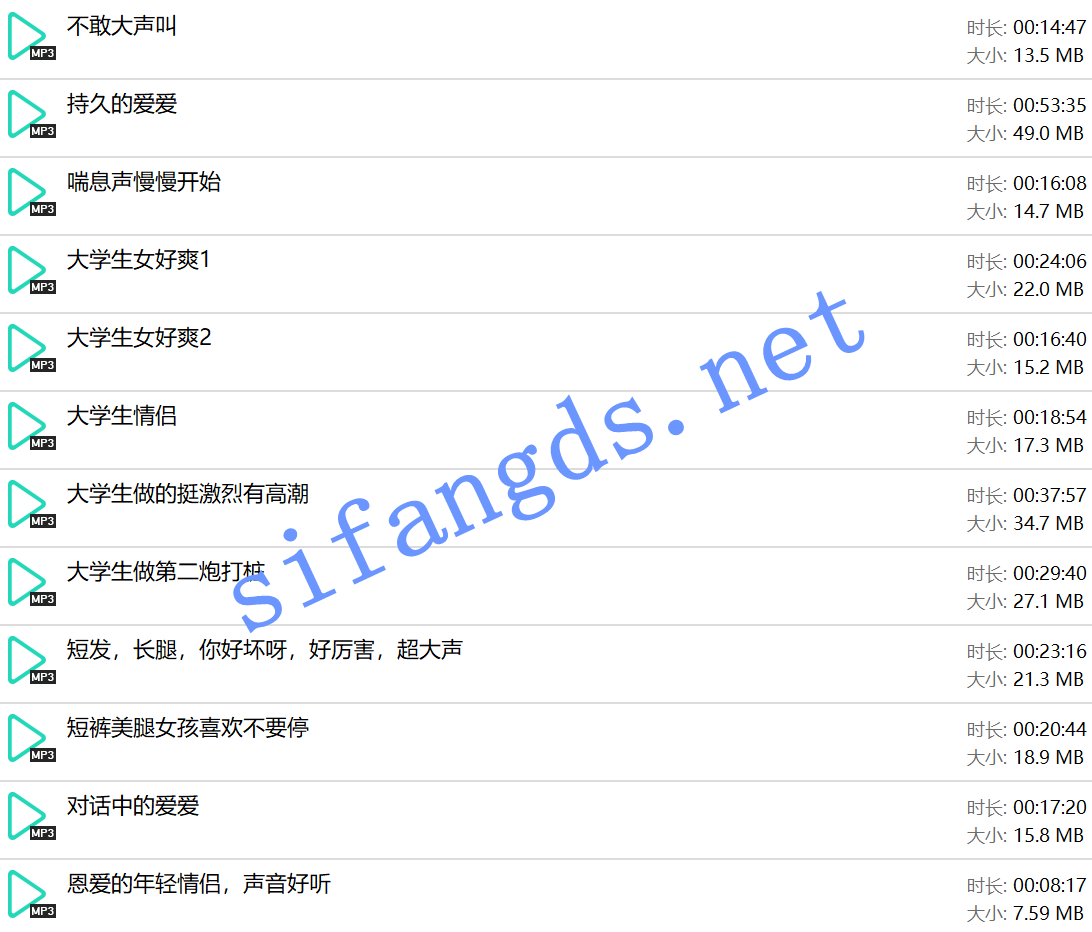 不敢大声叫
时长: 00:14:47
MP3
大小: 13.5 MB
持久的爱爱
时长: 00:53:35
MP3
大小: 49.0 MB
喘息声慢慢开始
时长: 00:16:08
MP3
大小: 14.7 MB
大学生女好爽1
时长: 00:24:06
MP3
大小: 22.0 MB
大学生女好爽2
时长: 00:16:40
MP3
大小: 15.2 MB
大学生情侣
时长: 00:18:54
MP3
大小: 17.3 MB
大学生做的挺激烈有高潮
时长: 00:37:57
MP3
大小: 34.7 MB
大学生做第二炮打桩
时长: 00:29:40
MP3
大小: 27.1 MB
短发，长腿，你好坏呀，好厉害，超大声
时长: 00:23:16
MP3
大小: 21.3 MB
短裤美腿女孩喜欢不要停
时长: 00:20:44
MP3
大小: 18.9 MB
对话中的爱爱
时长: 00:17:20
MP3
大小: 15.8 MB
恩爱的年轻情侣，声音好听
时长: 00:08:17
MP3
大小: 7.59 MB
sifangds.net